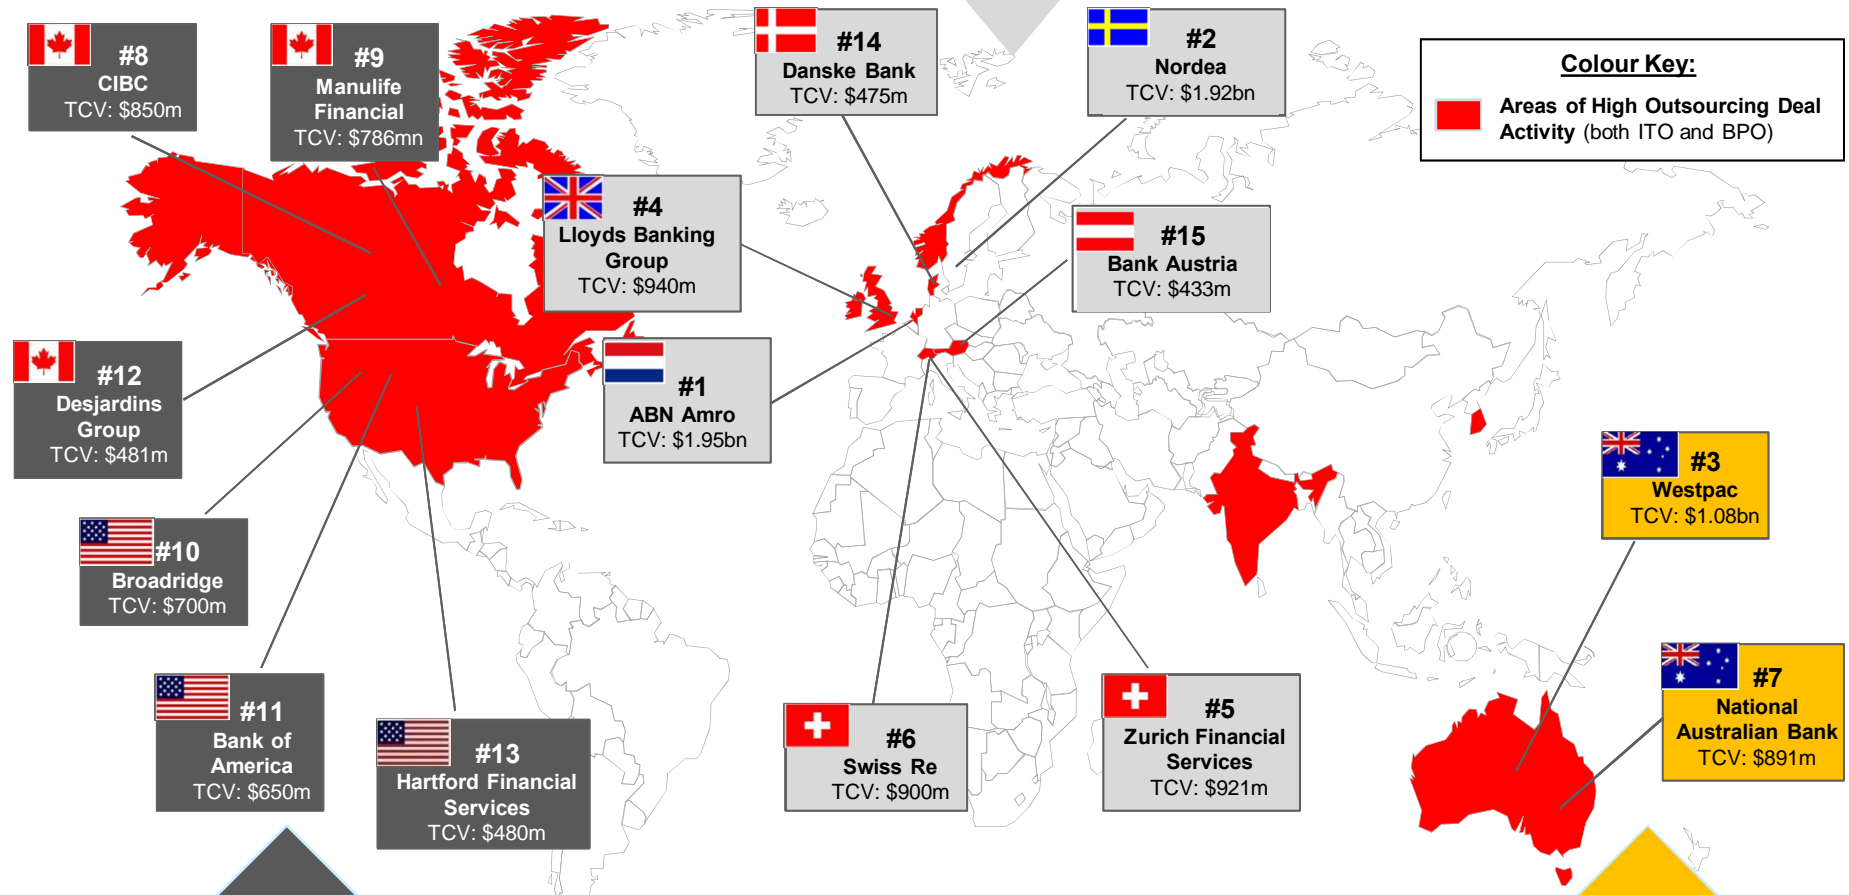 #8
CIBC
TCV: $850m
#9
Manulife
Financial
TCV: $786mn
#14
Danske Bank
TCV: $475m
#2
Nordea
TCV: $1.92bn
Colour Key:
Areas of High Outsourcing Deal
Activity (both ITO and BPO)
#4
Lloyds Banking
Group
TCV: $940m
#15
Bank Austria
TCV: $433m
#12
Desjardins
Group
TCV: $481m
#1
ABN Amro
TCV: $1.95bn
#3
Westpac
TCV: $1.08bn
#10
Broadridge
TCV: $700m
#11
Bank of
America
TCV: $650m
#13
Hartford Financial
Services
TCV: $480m
#6
Swiss Re
TCV: $900m
#5
Zurich Financial
Services
TCV: $921m
#7
National
Australian Bank
TCV: $891m